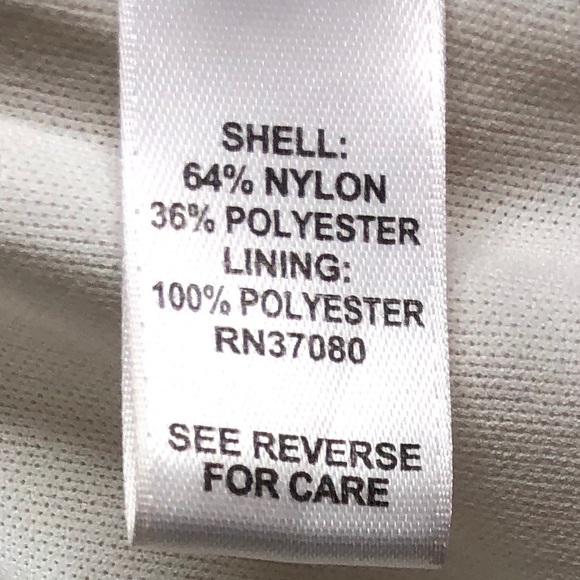 SHELL:
64% NYLON
36% POLYESTER
LINING:
100% POLYESTER
RN37080
SEE REVERSE
FOR CARE